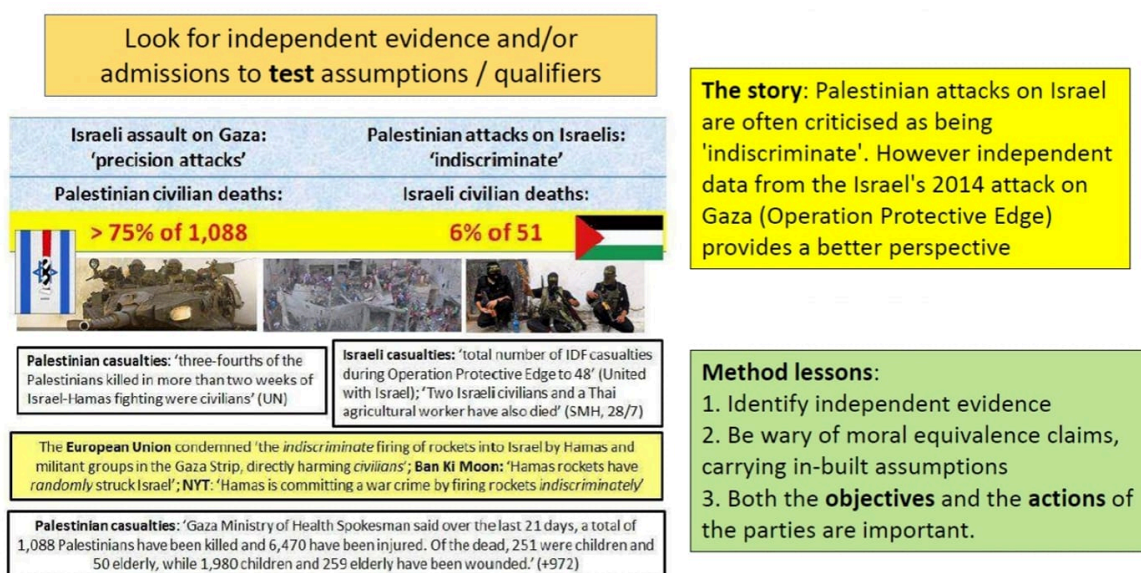 Look for independent evidence and/or
admissions to test assumptions / qualifiers
Israeli assault on Gaza:
'precision attacks'
Palestinian attacks on Israelis:
'indiscriminate'
Palestinian civilian deaths:
Israeli civilian deaths:
> 75% of 1,088
6% of 51
Palestinian casualties: 'three-fourths of the
Palestinians killed in more than two weeks of
Israel-Hamas fighting were civilians' (UN)
Israeli casualties: 'total number of IDF casualties
during Operation Protective Edge to 48' (United
with Israel); 'Two Israeli civilians and a Thai
agricultural worker have also died' (SMH, 28/7)
The European Union condemned 'the indiscriminate firing of rockets into Israel by Hamas and
militant groups in the Gaza Strip, directly harming civilians'; Ban Ki Moon: 'Hamas rockets have
randomly struck Israel'; NYT: 'Hamas is committing a war crime by firing rockets indiscriminately'
Palestinian casualties: 'Gaza Ministry of Health Spokesman said over the last 21 days, a total of
1,088 Palestinians have been killed and 6,470 have been injured. Of the dead, 251 were children and
50 elderly, while 1,980 children and 259 elderly have been wounded.' (+972)
The story: Palestinian attacks on Israel
are often criticised as being
'indiscriminate'. However independent
data from the Israel's 2014 attack on
Gaza (Operation Protective Edge)
provides a better perspective
Method lessons:
1. Identify independent evidence
2. Be wary of moral equivalence claims,
carrying in-built assumptions
3. Both the objectives and the actions of
the parties are important.